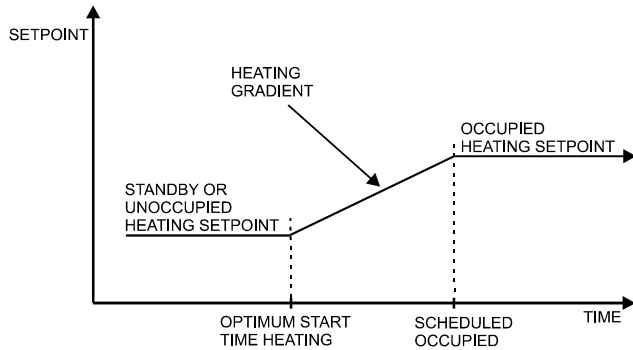 SETPOINT
HEATING
GRADIENT
OCCUPIED
HEATING SETPOINT
STANDBY OR
UNOCCUPIED
HEATING SETPOINT
TIME
OPTIMUM START
TIME HEATING
SCHEDULED
OCCUPIED